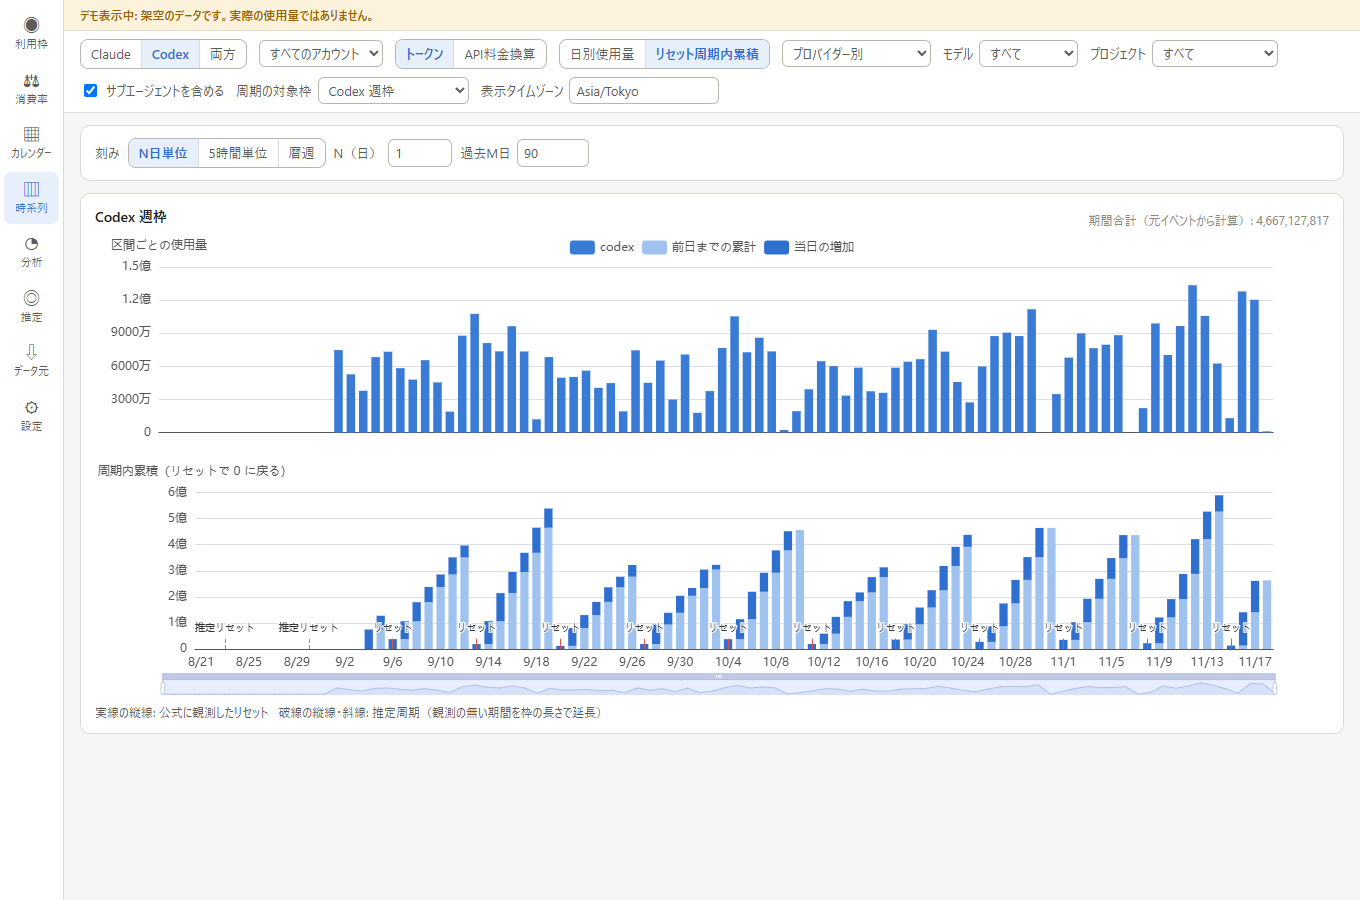 デモ表示中: 架空のデータです。実際の使用量ではありません。
利用枠
消費率
カレンダー
時系列
分析
推定
データ元
設定
Claude Codex 両方 すべてのアカウント トークン API料金換算 日別使用量 リセット周期内累積 プロバイダー別 モデル すべて プロジェクト すべて
サブエージェントを含める 周期の対象枠 Codex 週枠 表示タイムゾーン Asia/Tokyo
刻み N日単位 5時間単位 暦週 N（日） 1 過去M日 90
Codex 週枠
期間合計（元イベントから計算）: 4,667,127,817
区間ごとの使用量
codex 前日までの累計 当日の増加
1.5億
1.2億
9000万
6000万
3000万
0
周期内累積（リセットで 0 に戻る）
6億
5億
4億
3億
2億
1億
0
推定リセット 推定リセット リセット リセット リセット リセット リセット リセット リセット リセット リセット リセット リセット
8/21 8/25 8/29 9/2 9/6 9/10 9/14 9/18 9/22 9/26 9/30 10/4 10/8 10/12 10/16 10/20 10/24 10/28 11/1 11/5 11/9 11/13 11/17
実線の縦線: 公式に観測したリセット 破線の縦線・斜線: 推定周期（観測の無い期間を枠の長さで延長）